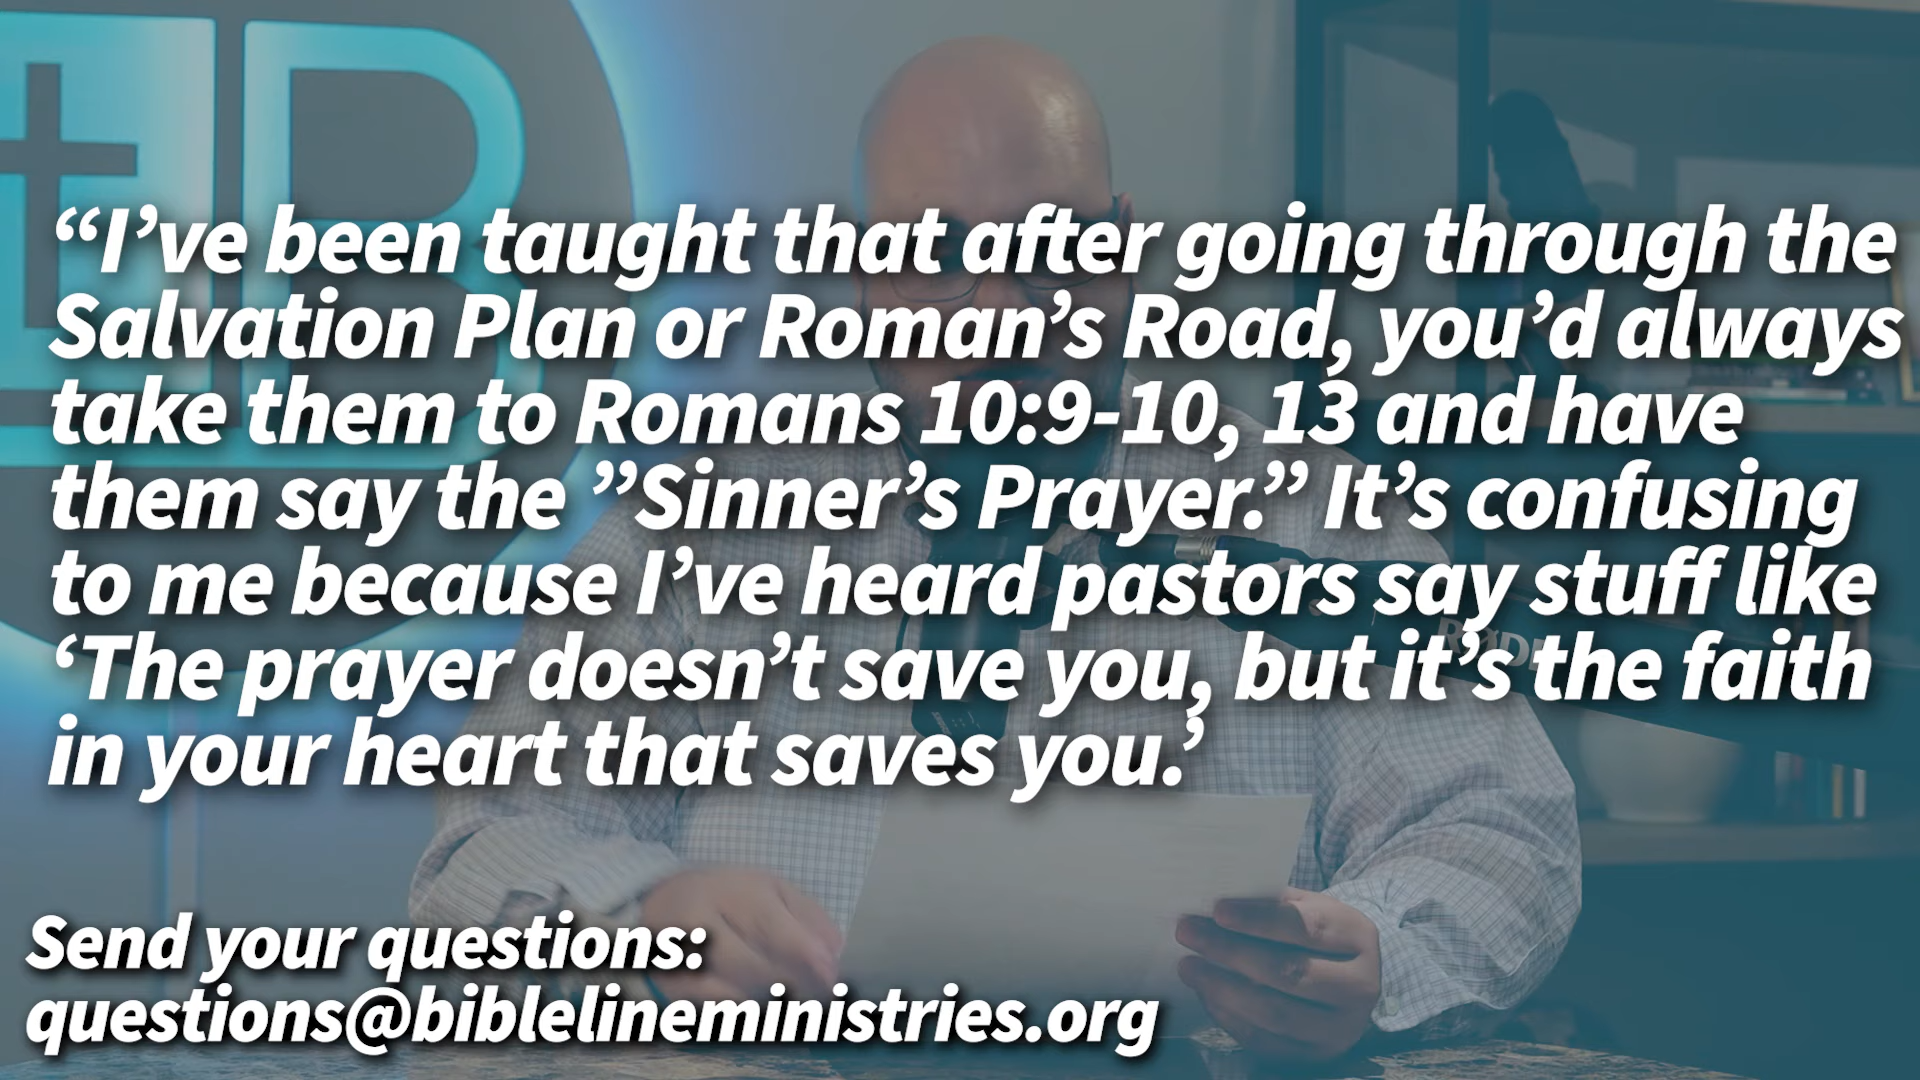 “I’ve been taught that after going through the
Salvation Plan or Roman’s Road, you’d always
take them to Romans 10:9-10, 13 and have
them say the ”Sinner’s Prayer.” It’s confusing
to me because I’ve heard pastors say stuff like
‘The prayer doesn’t save you, but it’s the faith
in your heart that saves you.’
Send your questions:
questions@biblelineministries.org
B
RØDE